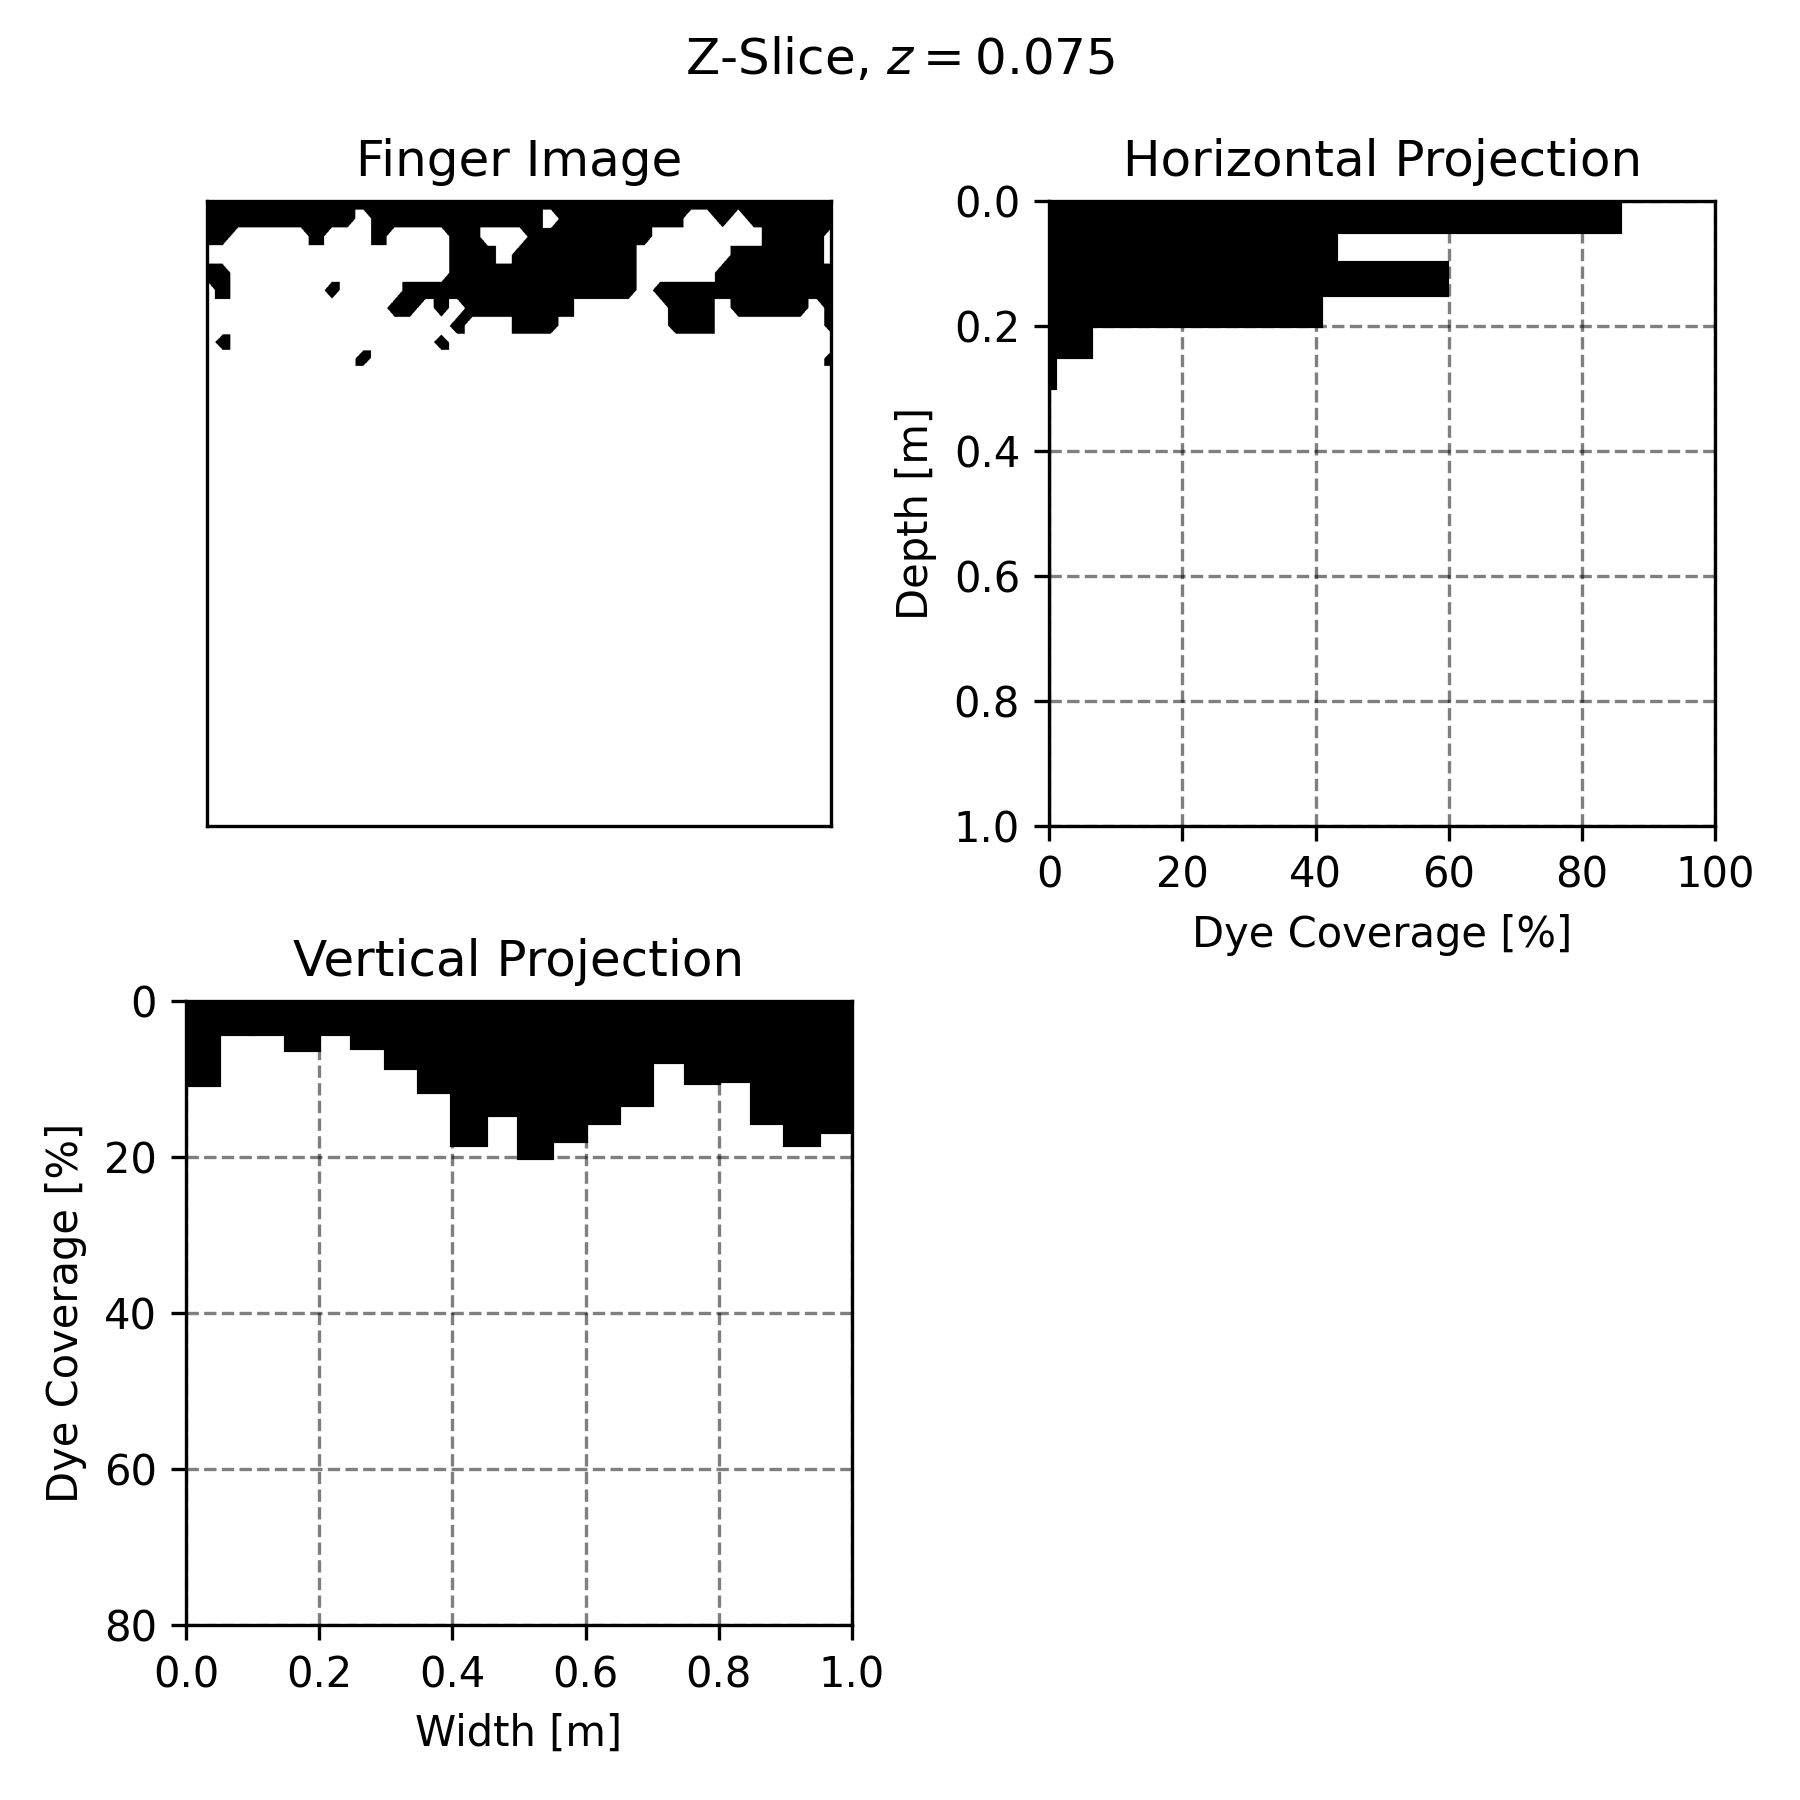 Z-Slice, z = 0.075
Finger Image
Horizontal Projection
0.0
0.2
0.4
0.6
0.8
1.0
Depth [m]
0 20 40 60 80 100
Dye Coverage [%]
Vertical Projection
0
20
40
60
80
Dye Coverage [%]
0.0 0.2 0.4 0.6 0.8 1.0
Width [m]